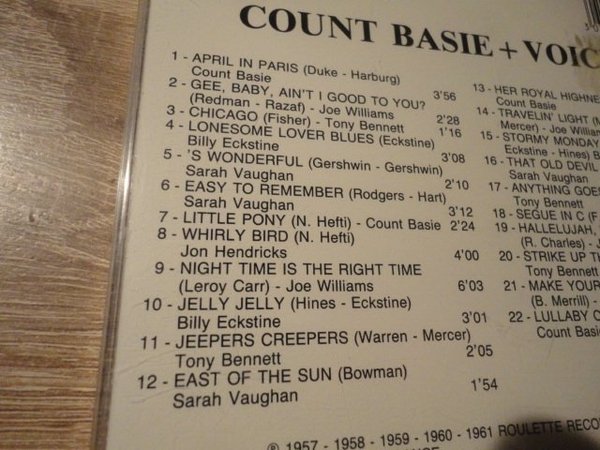 COUNT BASIE + VOIC
1 - APRIL IN PARIS (Duke - Harburg)
Count Basie 3'56
2 - GEE, BABY, AIN'T I GOOD TO YOU?
(Redman - Razaf) - Joe Williams 2'28
3 - CHICAGO (Fisher) - Tony Bennett 1'16
4 - LONESOME LOVER BLUES (Eckstine)
Billy Eckstine 3'08
5 - 'S WONDERFUL (Gershwin - Gershwin)
Sarah Vaughan 2'10
6 - EASY TO REMEMBER (Rodgers - Hart)
Sarah Vaughan 3'12
7 - LITTLE PONY (N. Hefti) - Count Basie 2'24
8 - WHIRLY BIRD (N. Hefti)
Jon Hendricks 4'00
9 - NIGHT TIME IS THE RIGHT TIME
(Leroy Carr) - Joe Williams 6'03
10 - JELLY JELLY (Hines - Eckstine)
Billy Eckstine 3'01
11 - JEEPERS CREEPERS (Warren - Mercer)
Tony Bennett 2'05
12 - EAST OF THE SUN (Bowman)
Sarah Vaughan 1'54
13 - HER ROYAL HIGHNE
Count Basie
14 - TRAVELIN' LIGHT (M
Mercer) - Joe William
15 - STORMY MONDAY
Eckstine - Hines) B
16 - THAT OLD DEVIL
Sarah Vaughan
17 - ANYTHING GOES
Tony Bennett
18 - SEGUE IN C (F
19 - HALLELUJAH,
(R. Charles) - J
20 - STRIKE UP TH
Tony Bennett
21 - MAKE YOUR
(B. Merrill) -
22 - LULLABY O
Count Basi
℗ 1957 - 1958 - 1959 - 1960 - 1961 ROULETTE RECO